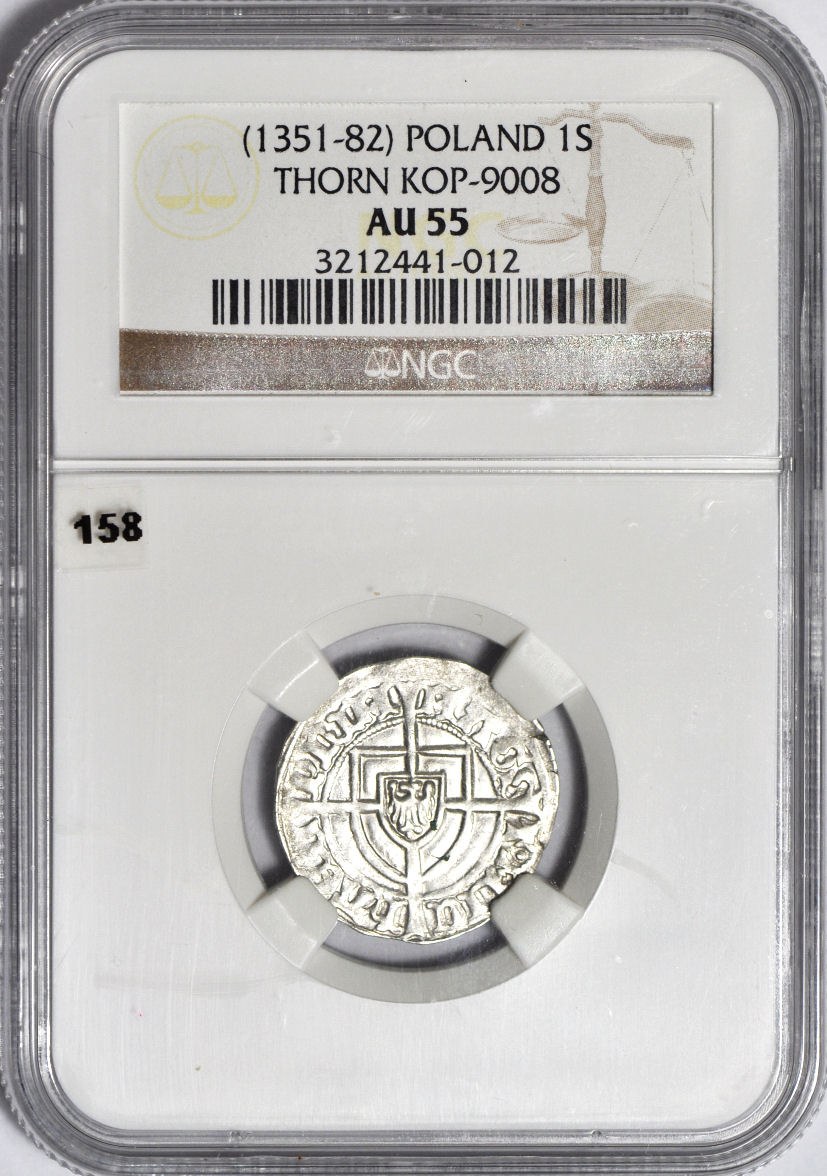 (1351-82) POLAND 1S
THORN KOP-9008
AU 55
3212441-012
NGC
158